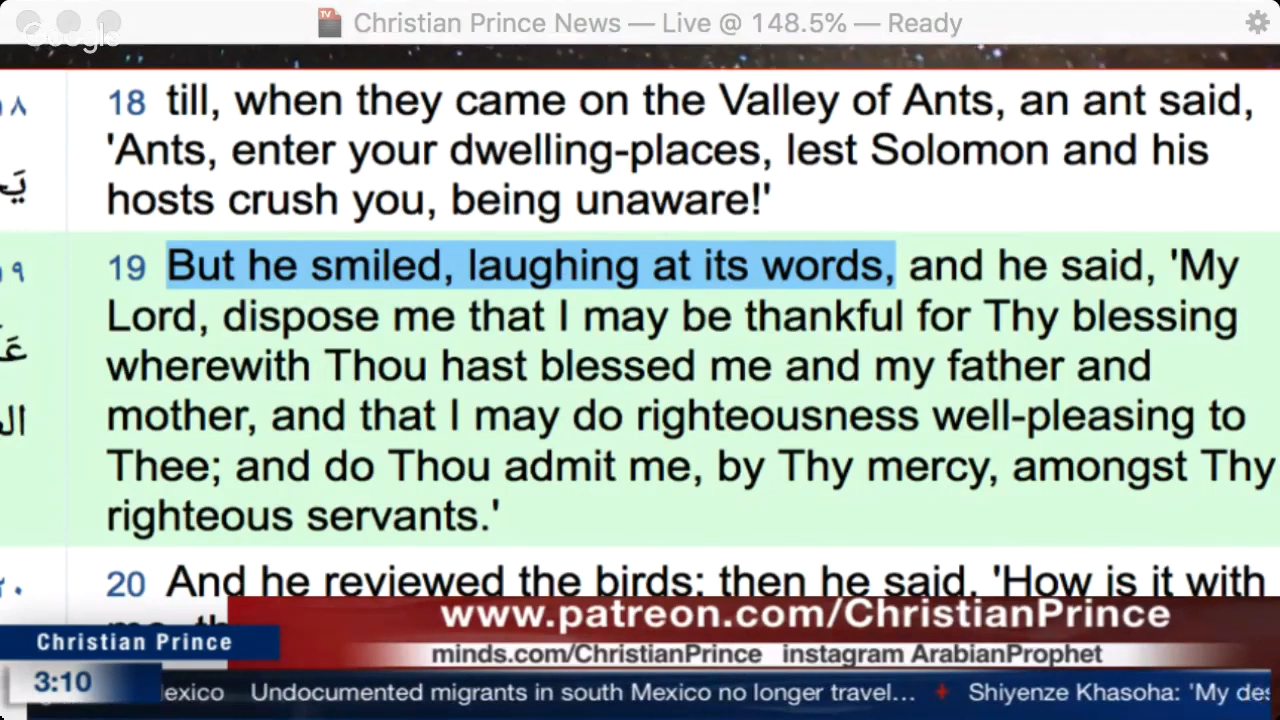 Christian Prince News — Live @ 148.5% — Ready
Google
18 till, when they came on the Valley of Ants, an ant said,
'Ants, enter your dwelling-places, lest Solomon and his
hosts crush you, being unaware!'
19 But he smiled, laughing at its words, and he said, 'My
Lord, dispose me that I may be thankful for Thy blessing
wherewith Thou hast blessed me and my father and
mother, and that I may do righteousness well-pleasing to
Thee; and do Thou admit me, by Thy mercy, amongst Thy
righteous servants.'
20 And he reviewed the birds; then he said, 'How is it with
www.patreon.com/ChristianPrince
Christian Prince
minds.com/ChristianPrince instagram ArabianProphet
3:10
Undocumented migrants in south Mexico no longer travel... Shiyenze Khasoha: 'My des